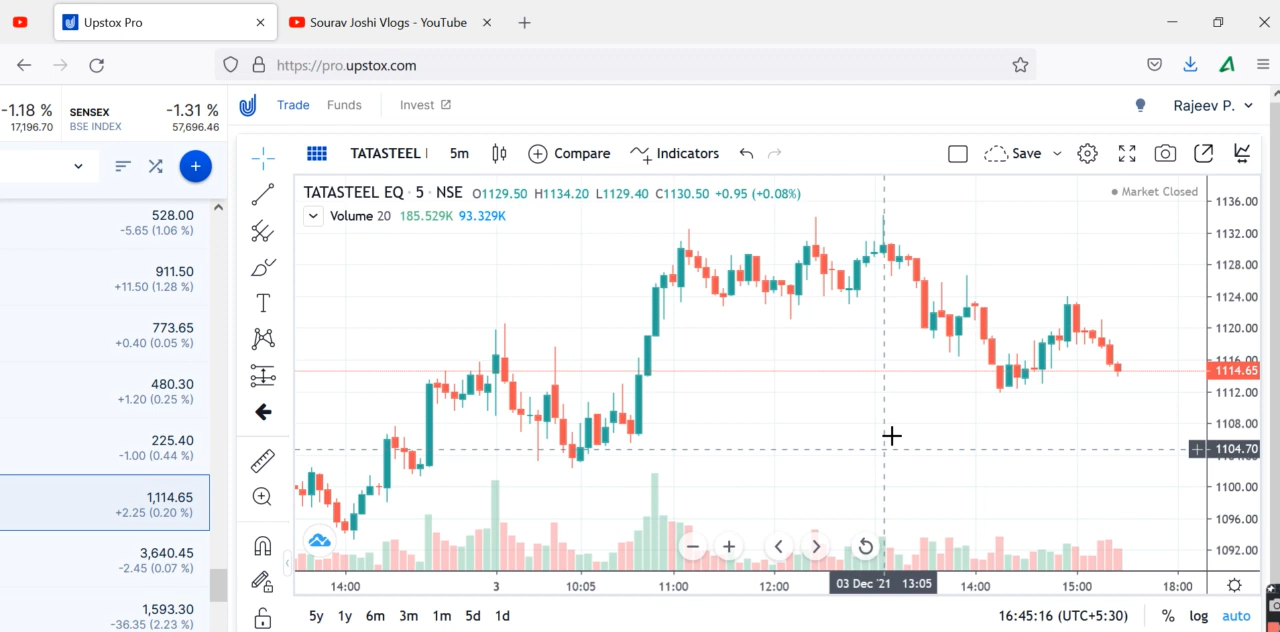 Upstox Pro
Sourav Joshi Vlogs - YouTube
https://pro.upstox.com
-1.18 %
17,196.70
SENSEX -1.31 %
BSE INDEX 57,696.46
Trade Funds Invest
Rajeev P.
TATASTEEL 5m Compare Indicators Save
TATASTEEL EQ · 5 · NSE O1129.50 H1134.20 L1129.40 C1130.50 +0.95 (+0.08%)
Market Closed
Volume 20 185.529K 93.329K
528.00
-5.65 (1.06 %)
911.50
+11.50 (1.28 %)
773.65
+0.40 (0.05 %)
480.30
+1.20 (0.25 %)
225.40
-1.00 (0.44 %)
1,114.65
+2.25 (0.20 %)
3,640.45
-2.45 (0.07 %)
1,593.30
-36.35 (2.23 %)
1136.00
1132.00
1128.00
1124.00
1120.00
1116.00
1114.65
1112.00
1108.00
1104.70
1100.00
1096.00
1092.00
14:00 3 10:05 11:00 12:00 03 Dec '21 13:05 14:00 15:00 18:00
5y 1y 6m 3m 1m 5d 1d
16:45:16 (UTC+5:30) % log auto